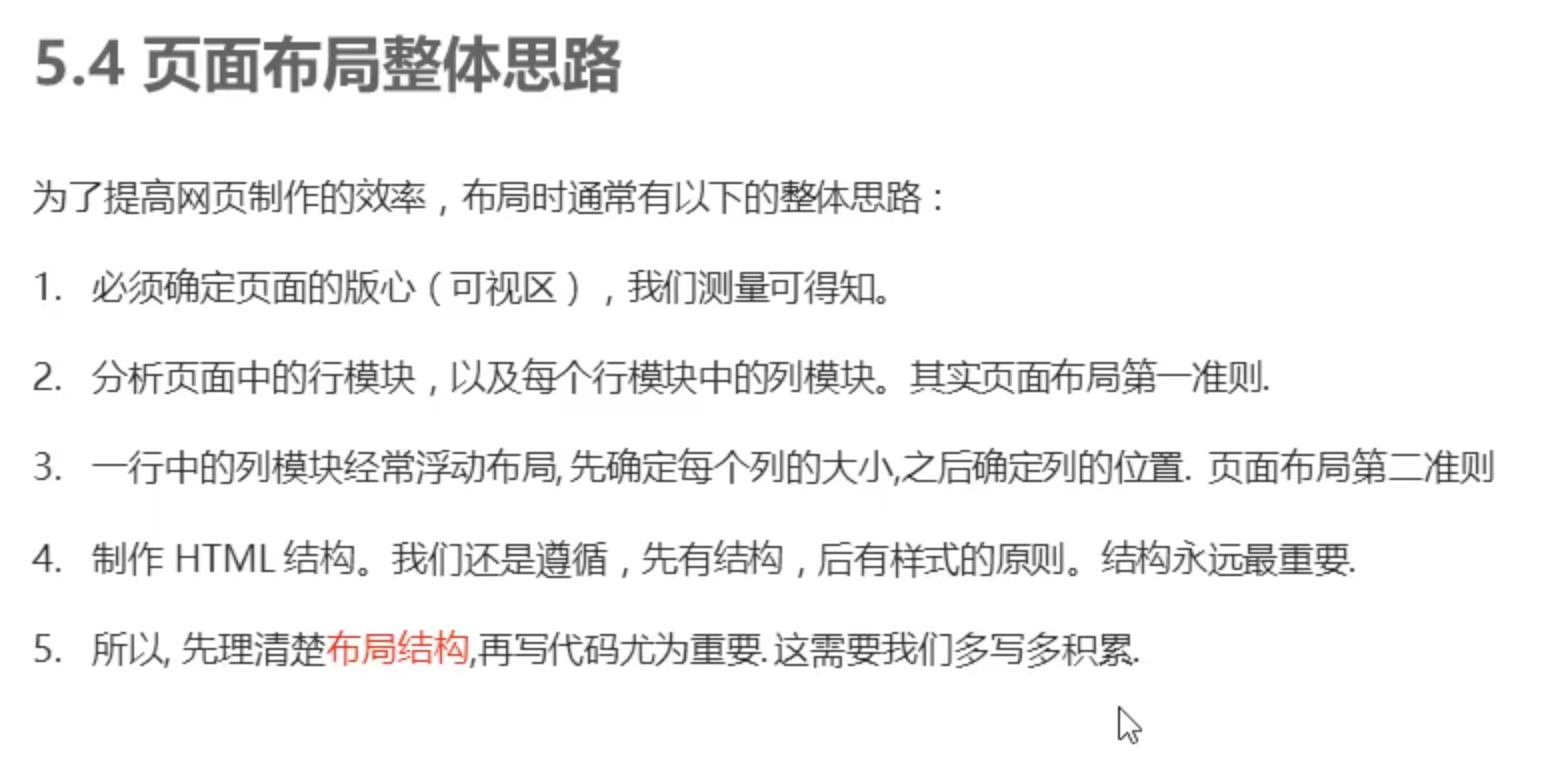 5.4 页面布局整体思路
为了提高网页制作的效率，布局时通常有以下的整体思路：
1. 必须确定页面的版心（可视区），我们测量可得知。
2. 分析页面中的行模块，以及每个行模块中的列模块。其实页面布局第一准则.
3. 一行中的列模块经常浮动布局,先确定每个列的大小,之后确定列的位置. 页面布局第二准则
4. 制作 HTML 结构。我们还是遵循，先有结构，后有样式的原则。结构永远最重要.
5. 所以, 先理清楚布局结构,再写代码尤为重要. 这需要我们多写多积累.